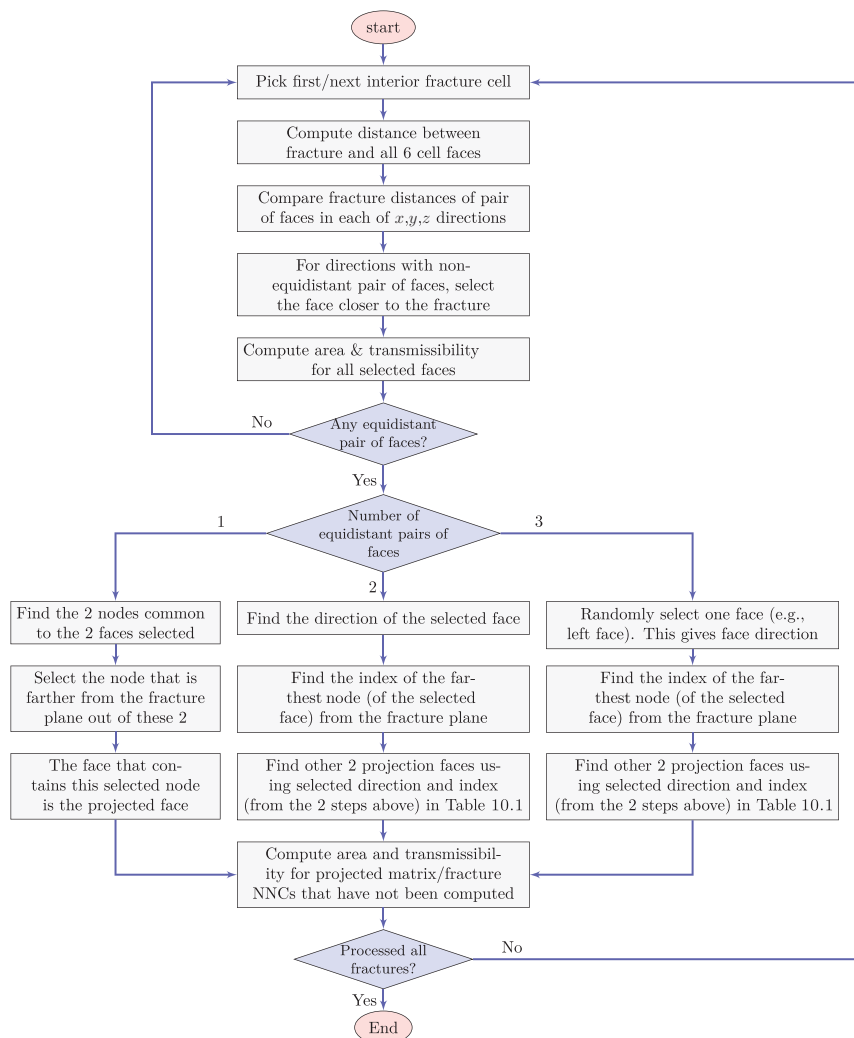 start
Pick first/next interior fracture cell
Compute distance between
fracture and all 6 cell faces
Compare fracture distances of pair
of faces in each of x,y,z directions
For directions with non-
equidistant pair of faces, select
the face closer to the fracture
Compute area & transmissibility
for all selected faces
Any equidistant
pair of faces?
No
Yes
Number of
equidistant pairs of
faces
1
2
3
Find the 2 nodes common
to the 2 faces selected
Select the node that is
farther from the fracture
plane out of these 2
The face that con-
tains this selected node
is the projected face
Find the direction of the selected face
Find the index of the far-
thest node (of the selected
face) from the fracture plane
Find other 2 projection faces us-
ing selected direction and index
(from the 2 steps above) in Table 10.1
Randomly select one face (e.g.,
left face). This gives face direction
Find the index of the far-
thest node (of the selected
face) from the fracture plane
Find other 2 projection faces us-
ing selected direction and index
(from the 2 steps above) in Table 10.1
Compute area and transmissibil-
ity for projected matrix/fracture
NNCs that have not been computed
Processed all
fractures?
No
Yes
End